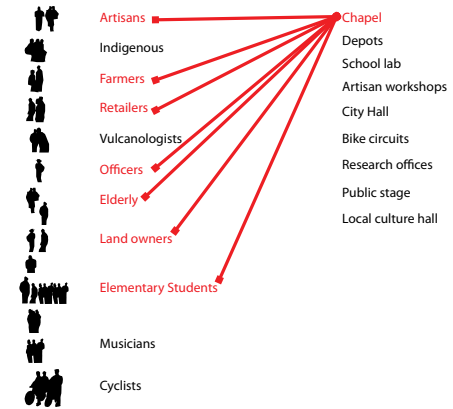 Artisans
Indigenous
Farmers
Retailers
Vulcanologists
Officers
Elderly
Land owners
Elementary Students
Musicians
Cyclists
Chapel
Depots
School lab
Artisan workshops
City Hall
Bike circuits
Research offices
Public stage
Local culture hall